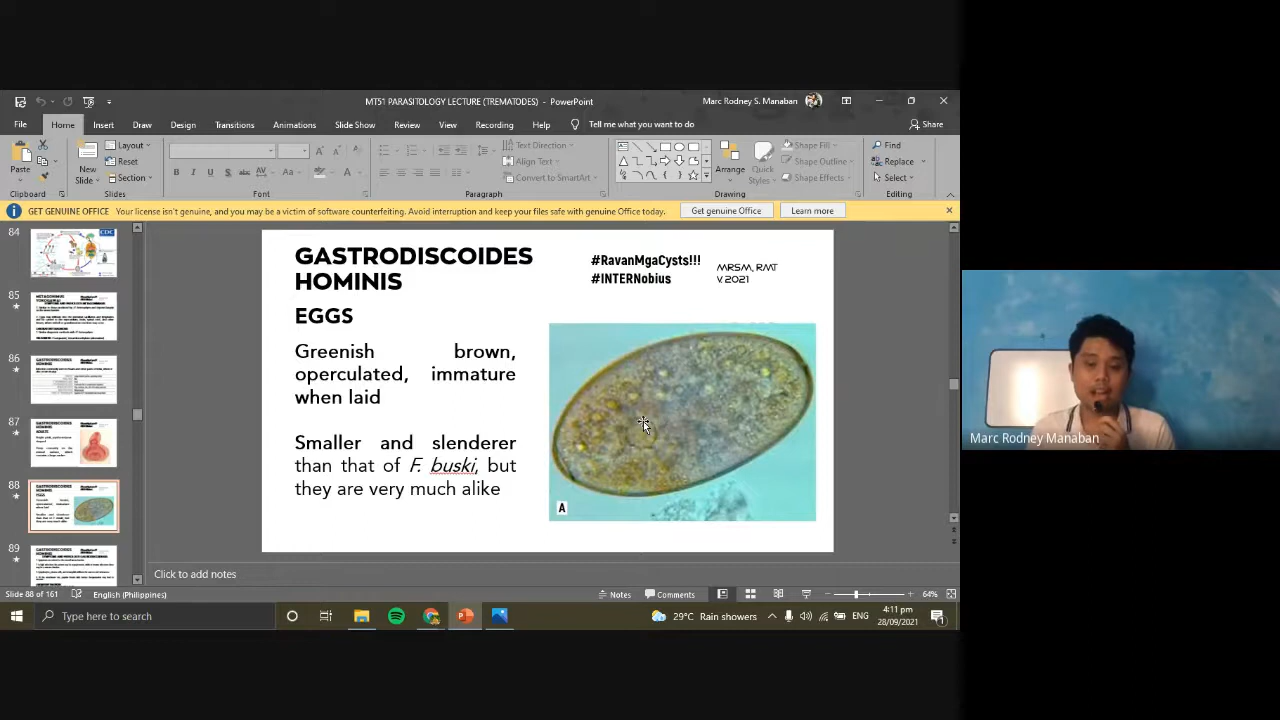 MT51 PARASITOLOGY LECTURE (TREMATODES) - PowerPoint
Marc Rodney S. Manaban
File Home Insert Draw Design Transitions Animations Slide Show Review View Recording Help Tell me what you want to do Share
Paste
Clipboard
New
Slide
Layout
Reset
Section
Slides
Font
Text Direction
Align Text
Convert to SmartArt
Paragraph
Arrange
Quick
Styles
Shape Fill
Shape Outline
Shape Effects
Drawing
Find
Replace
Select
Editing
GET GENUINE OFFICE Your license isn't genuine, and you may be a victim of software counterfeiting. Avoid interruption and keep your files safe with genuine Office today. Get genuine Office Learn more
84
85
86
87
88
89
GASTRODISCOIDES
HOMINIS
#RavanMgaCysts!!!
#INTERNobius
MRSM, RMT
V. 2021
EGGS
Greenish brown,
operculated, immature
when laid
Smaller and slenderer
than that of F. buski, but
they are very much alike
A
Click to add notes
Slide 88 of 161 English (Philippines) Notes Comments 64%
Type here to search
29°C Rain showers ENG
4:11 pm
28/09/2021
Marc Rodney Manaban